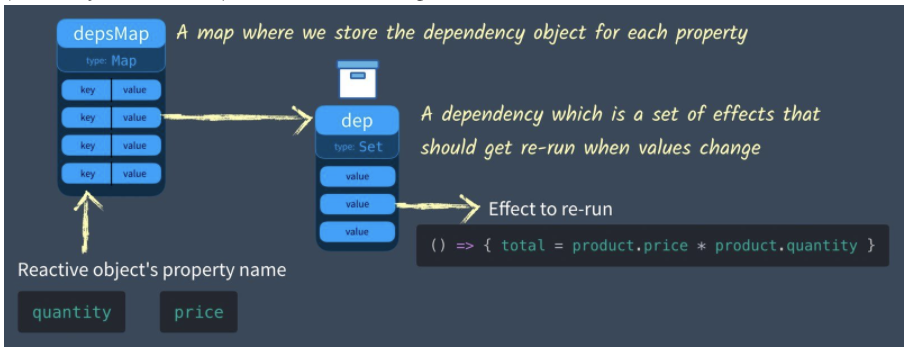 depsMap
A map where we store the dependency object for each property
type: Map
key value
key value
key value
key value
dep
A dependency which is a set of effects that
should get re-run when values change
type: Set
value
value
value
Effect to re-run
() => { total = product.price * product.quantity }
Reactive object's property name
quantity price